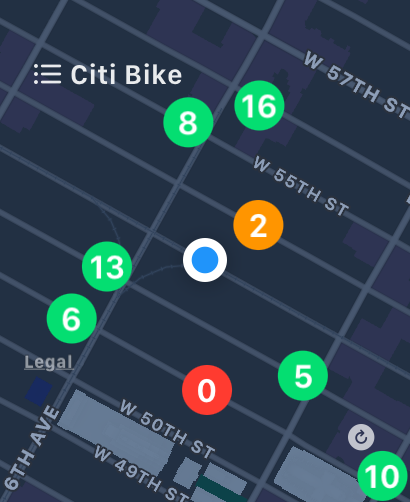 Citi Bike
W 57TH ST
16
8
W 55TH ST
2
13
6
Legal
5
0
W 50TH ST
6TH AVE
W 49TH ST
10